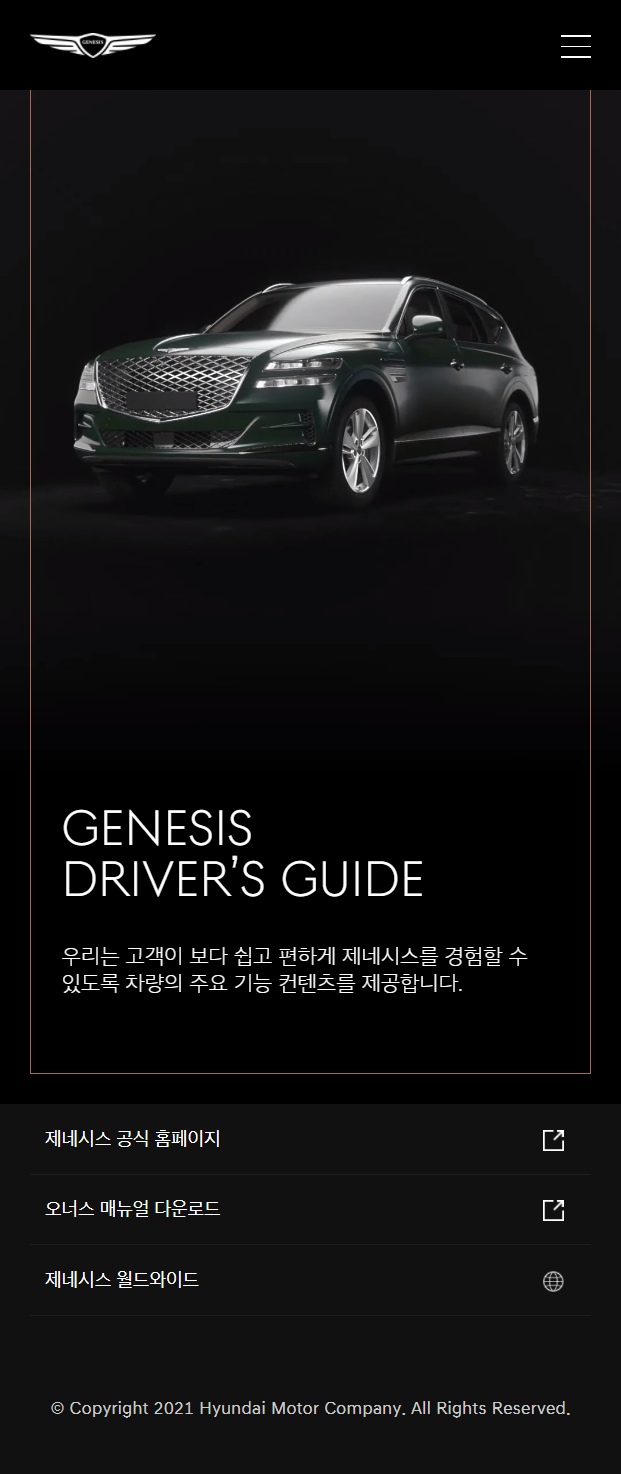 GENESIS
GENESIS
DRIVER'S GUIDE
우리는 고객이 보다 쉽고 편하게 제네시스를 경험할 수
있도록 차량의 주요 기능 컨텐츠를 제공합니다.
제네시스 공식 홈페이지
오너스 매뉴얼 다운로드
제네시스 월드와이드
© Copyright 2021 Hyundai Motor Company. All Rights Reserved.